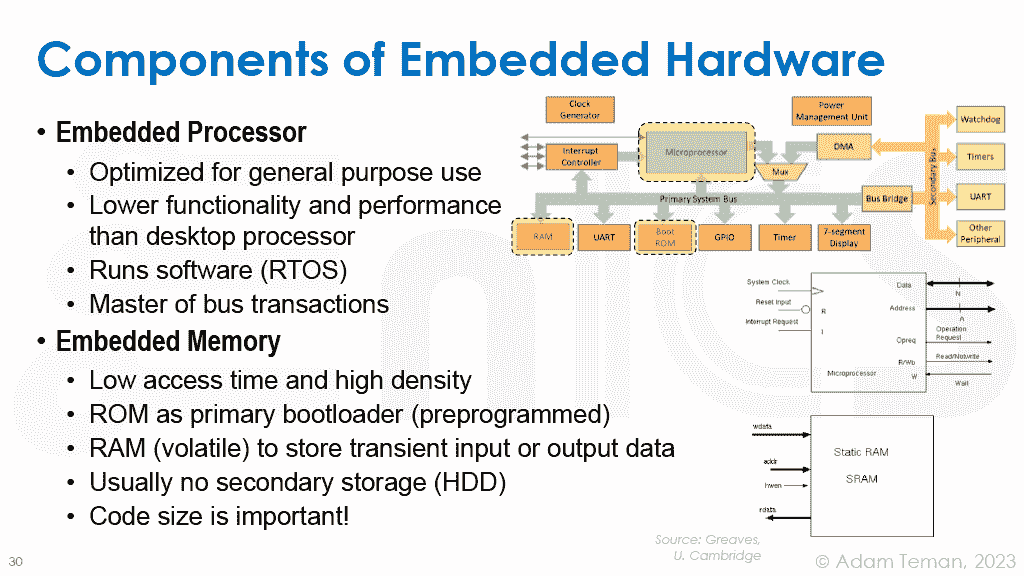 Components of Embedded Hardware
• Embedded Processor
• Optimized for general purpose use
• Lower functionality and performance
than desktop processor
• Runs software (RTOS)
• Master of bus transactions
• Embedded Memory
• Low access time and high density
• ROM as primary bootloader (preprogrammed)
• RAM (volatile) to store transient input or output data
• Usually no secondary storage (HDD)
• Code size is important!
Clock
Generator
Power
Management Unit
Interrupt
Controller
Microprocessor
DMA
Mux
Primary System Bus
Bus Bridge
Secondary Bus
Watchdog
Timers
UART
Other
Peripheral
RAM
UART
Boot
ROM
GPIO
Timer
7-segment
Display
System Clock
Reset Input
Interrupt Request
R
I
Microprocessor
Data
Address
Opreq
R/Wb
W
N
A
Operation
Request
Read/Notwrite
Wait
wdata
addr
hwen
rdata
Static RAM
SRAM
Source: Greaves,
U. Cambridge
30
© Adam Teman, 2023